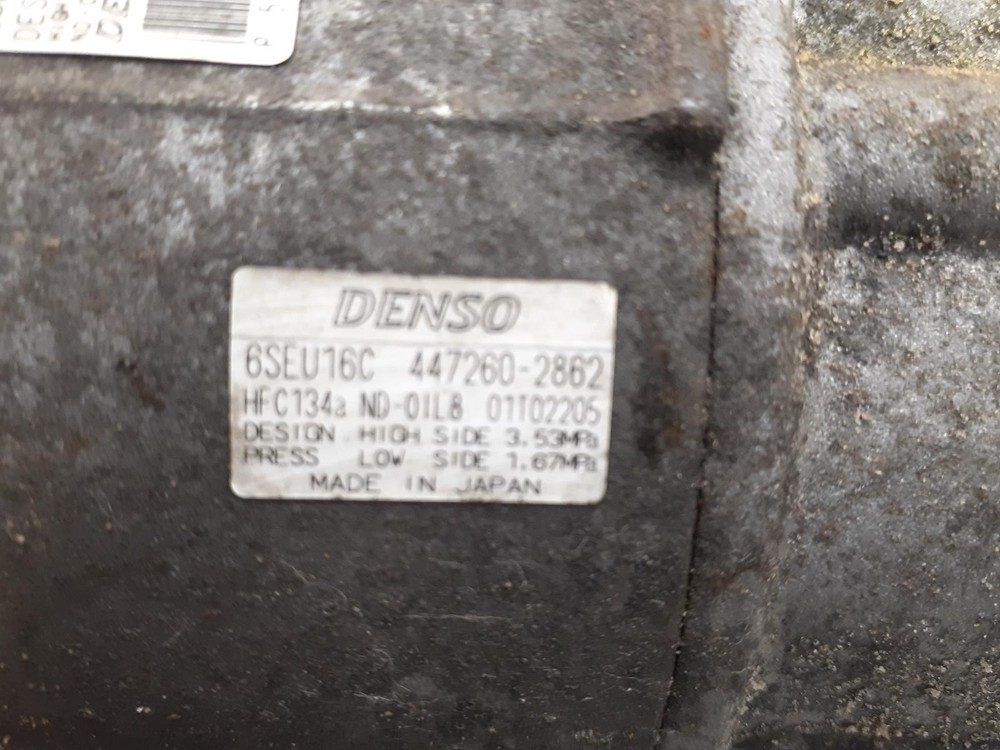 DENSO
6SEU16C 447260-2862
HFC134a ND-OIL8 01T02205
DESIGN HIGH SIDE 3.53MPa
PRESS LOW SIDE 1.67MPa
MADE IN JAPAN